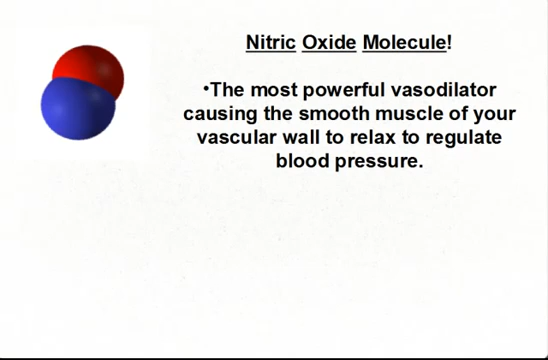 Nitric Oxide Molecule!
•The most powerful vasodilator
causing the smooth muscle of your
vascular wall to relax to regulate
blood pressure.